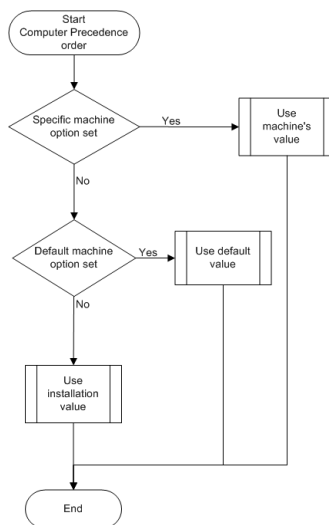 Start
Computer Precedence
order
Specific machine
option set
Yes
Use
machine's
value
No
Default machine
option set
Yes
Use default
value
No
Use
installation
value
End